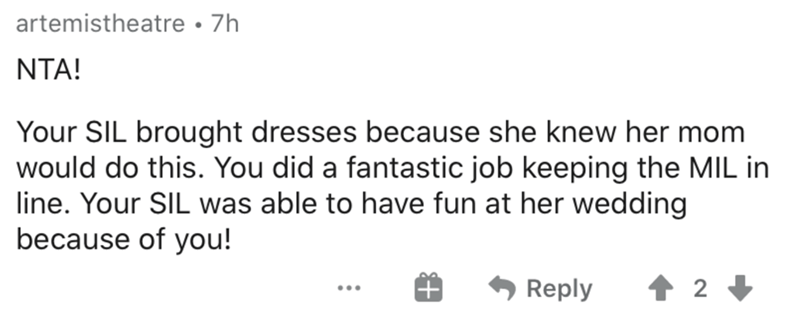 artemistheatre • 7h
NTA!
Your SIL brought dresses because she knew her mom
would do this. You did a fantastic job keeping the MIL in
line. Your SIL was able to have fun at her wedding
because of you!
... Reply 2